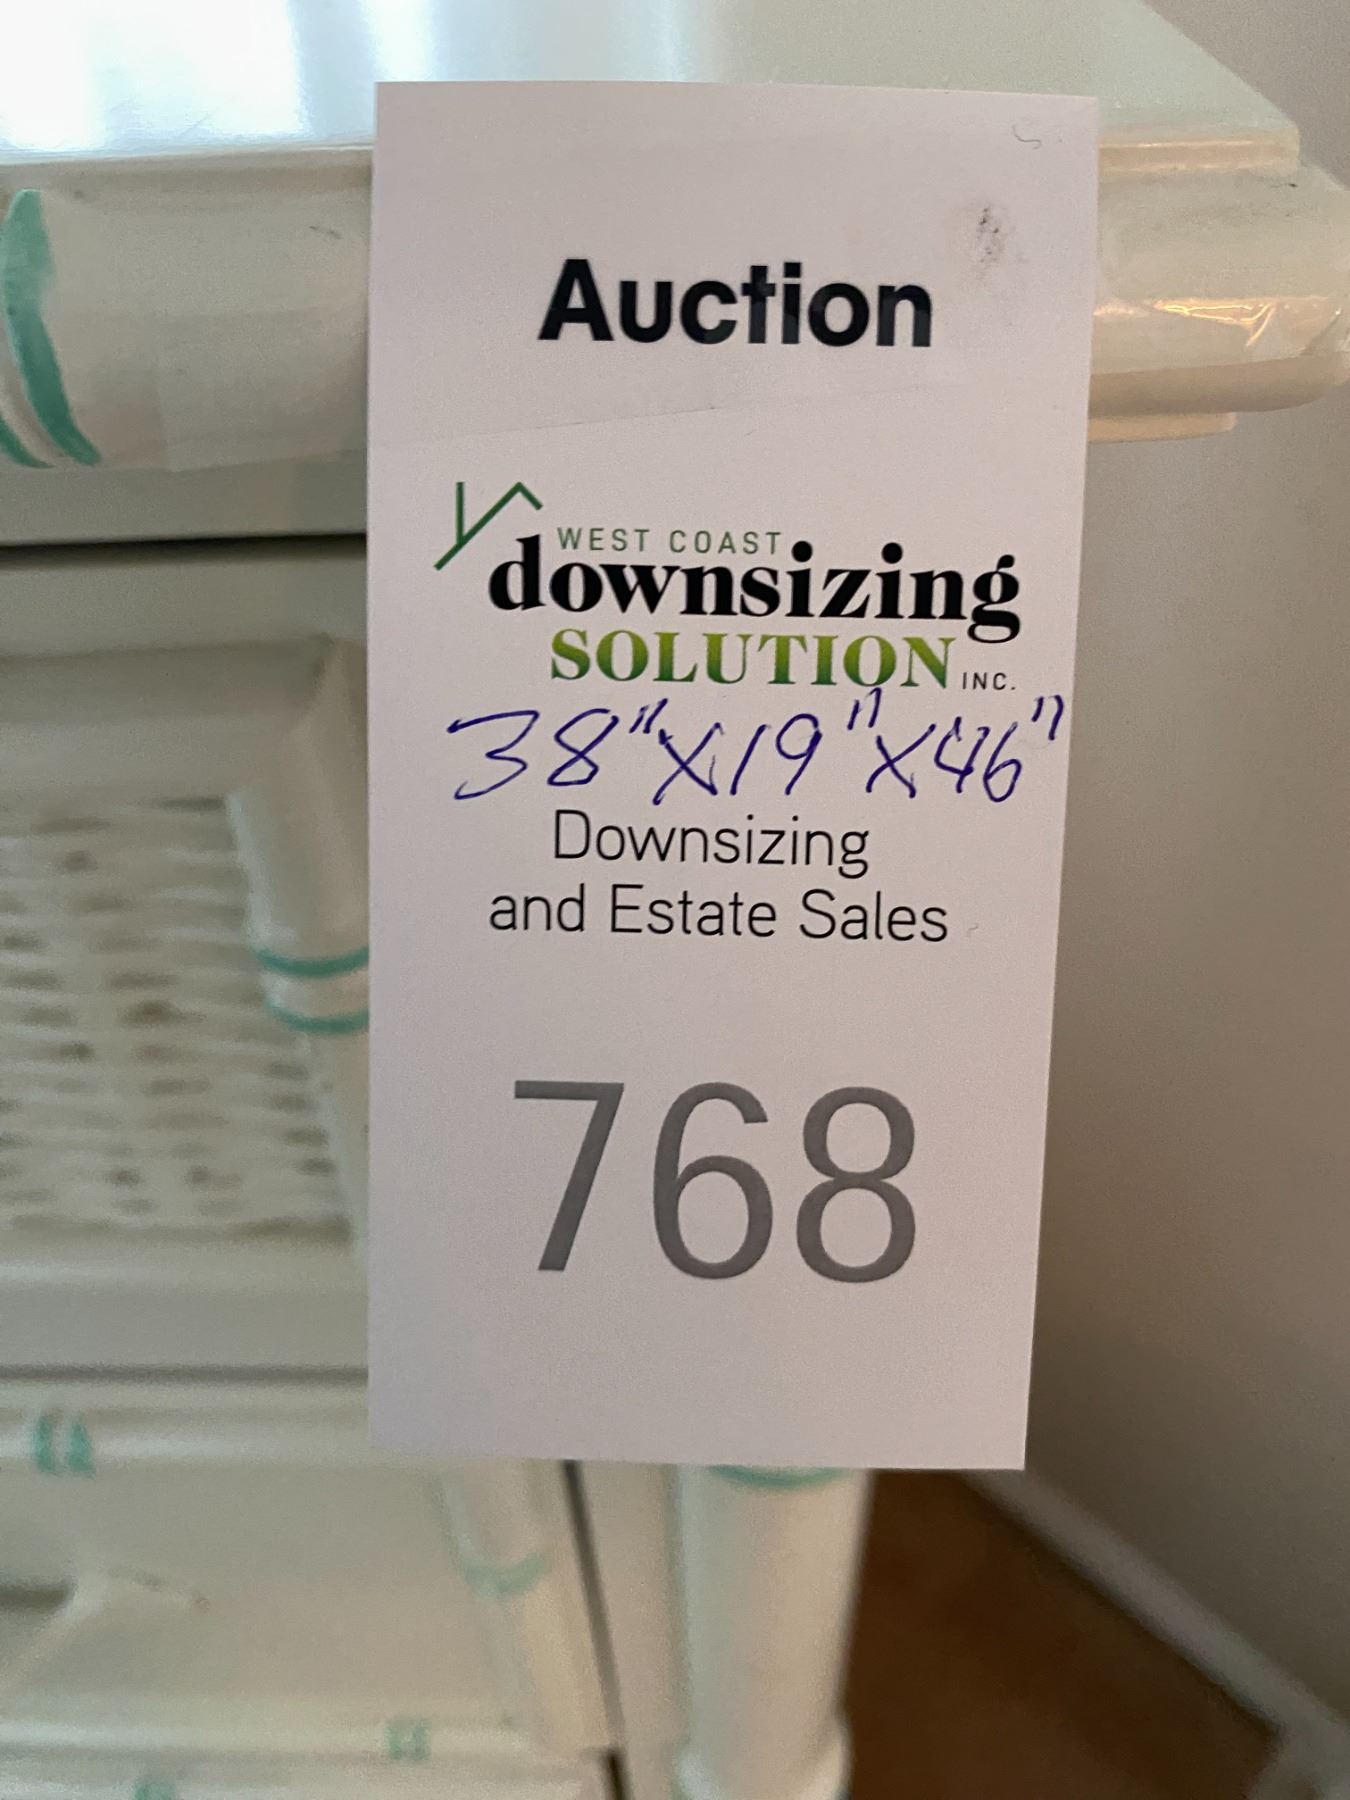 Auction
WEST COAST
downsizing
SOLUTION INC.
38"x19"x46"
Downsizing
and Estate Sales
768